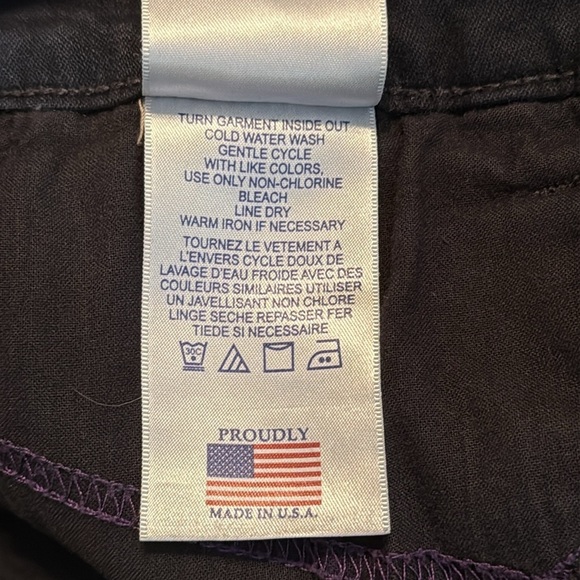 TURN GARMENT INSIDE OUT
COLD WATER WASH
GENTLE CYCLE
WITH LIKE COLORS,
USE ONLY NON-CHLORINE
BLEACH
LINE DRY
WARM IRON IF NECESSARY
TOURNEZ LE VETEMENT A
L'ENVERS CYCLE DOUX DE
LAVAGE D'EAU FROIDE AVEC DES
COULEURS SIMILAIRES UTILISER
UN JAVELLISANT NON CHLORE
LINGE SECHE REPASSER FER
TIEDE SI NECESSAIRE
30C
PROUDLY
MADE IN U.S.A.